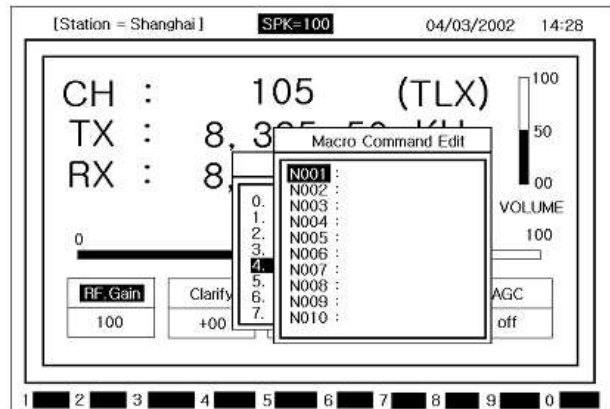 [Station = Shanghai] SPK=100 04/03/2002 14:28
CH : 105 (TLX)
TX : 8,
RX : 8,
100
50
00
VOLUME
0 100
Macro Command Edit
N001 :
N002 :
N003 :
N004 :
N005 :
N006 :
N007 :
N008 :
N009 :
N010 :
0.
1.
2.
3.
4.
5.
6.
7.
RF.Gain Clarify AGC
100 +00 off
1 2 3 4 5 6 7 8 9 0